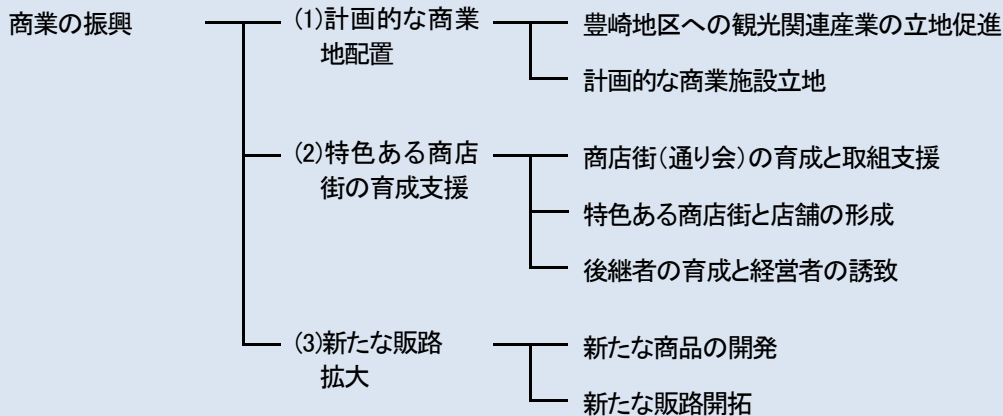 商業の振興
(1)計画的な商業
地配置
豊崎地区への観光関連産業の立地促進
計画的な商業施設立地
(2)特色ある商店
街の育成支援
商店街(通り会)の育成と取組支援
特色ある商店街と店舗の形成
後継者の育成と経営者の誘致
(3)新たな販路
拡大
新たな商品の開発
新たな販路開拓